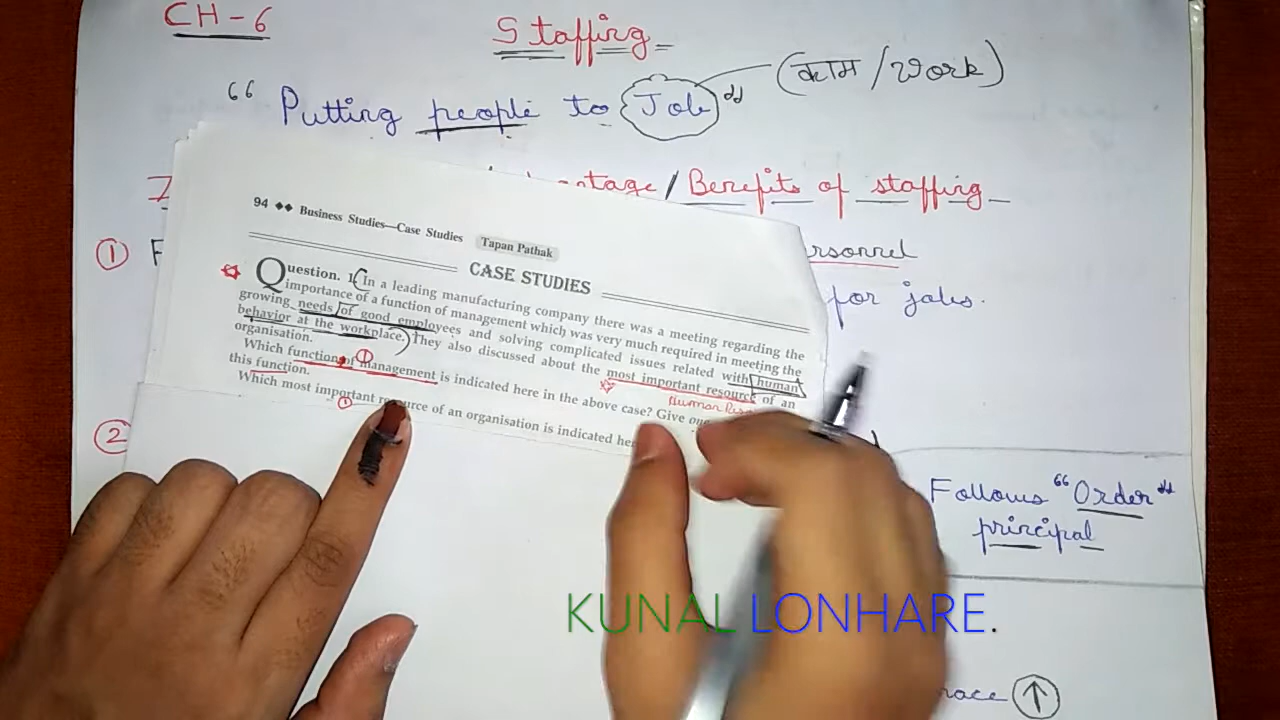 CH-6
Staffing
(काम / Work)
“ Putting people to Job ”
/ Benefits of staffing
① ersonnel
for jobs.
94 ◆◆ Business Studies—Case Studies Tapan Pathak
CASE STUDIES
Question. 1. In a leading manufacturing company there was a meeting regarding the
importance of a function of management which was very much required in meeting the
growing needs of good employees and solving complicated issues related with human
behavior at the workplace. They also discussed about the most important resource of an
organisation.
Human
Which function of management is indicated here in the above case? Give one
this function.
Which most important resource of an organisation is indicated
②
Follows “Order”
principal
KUNAL LONHARE.